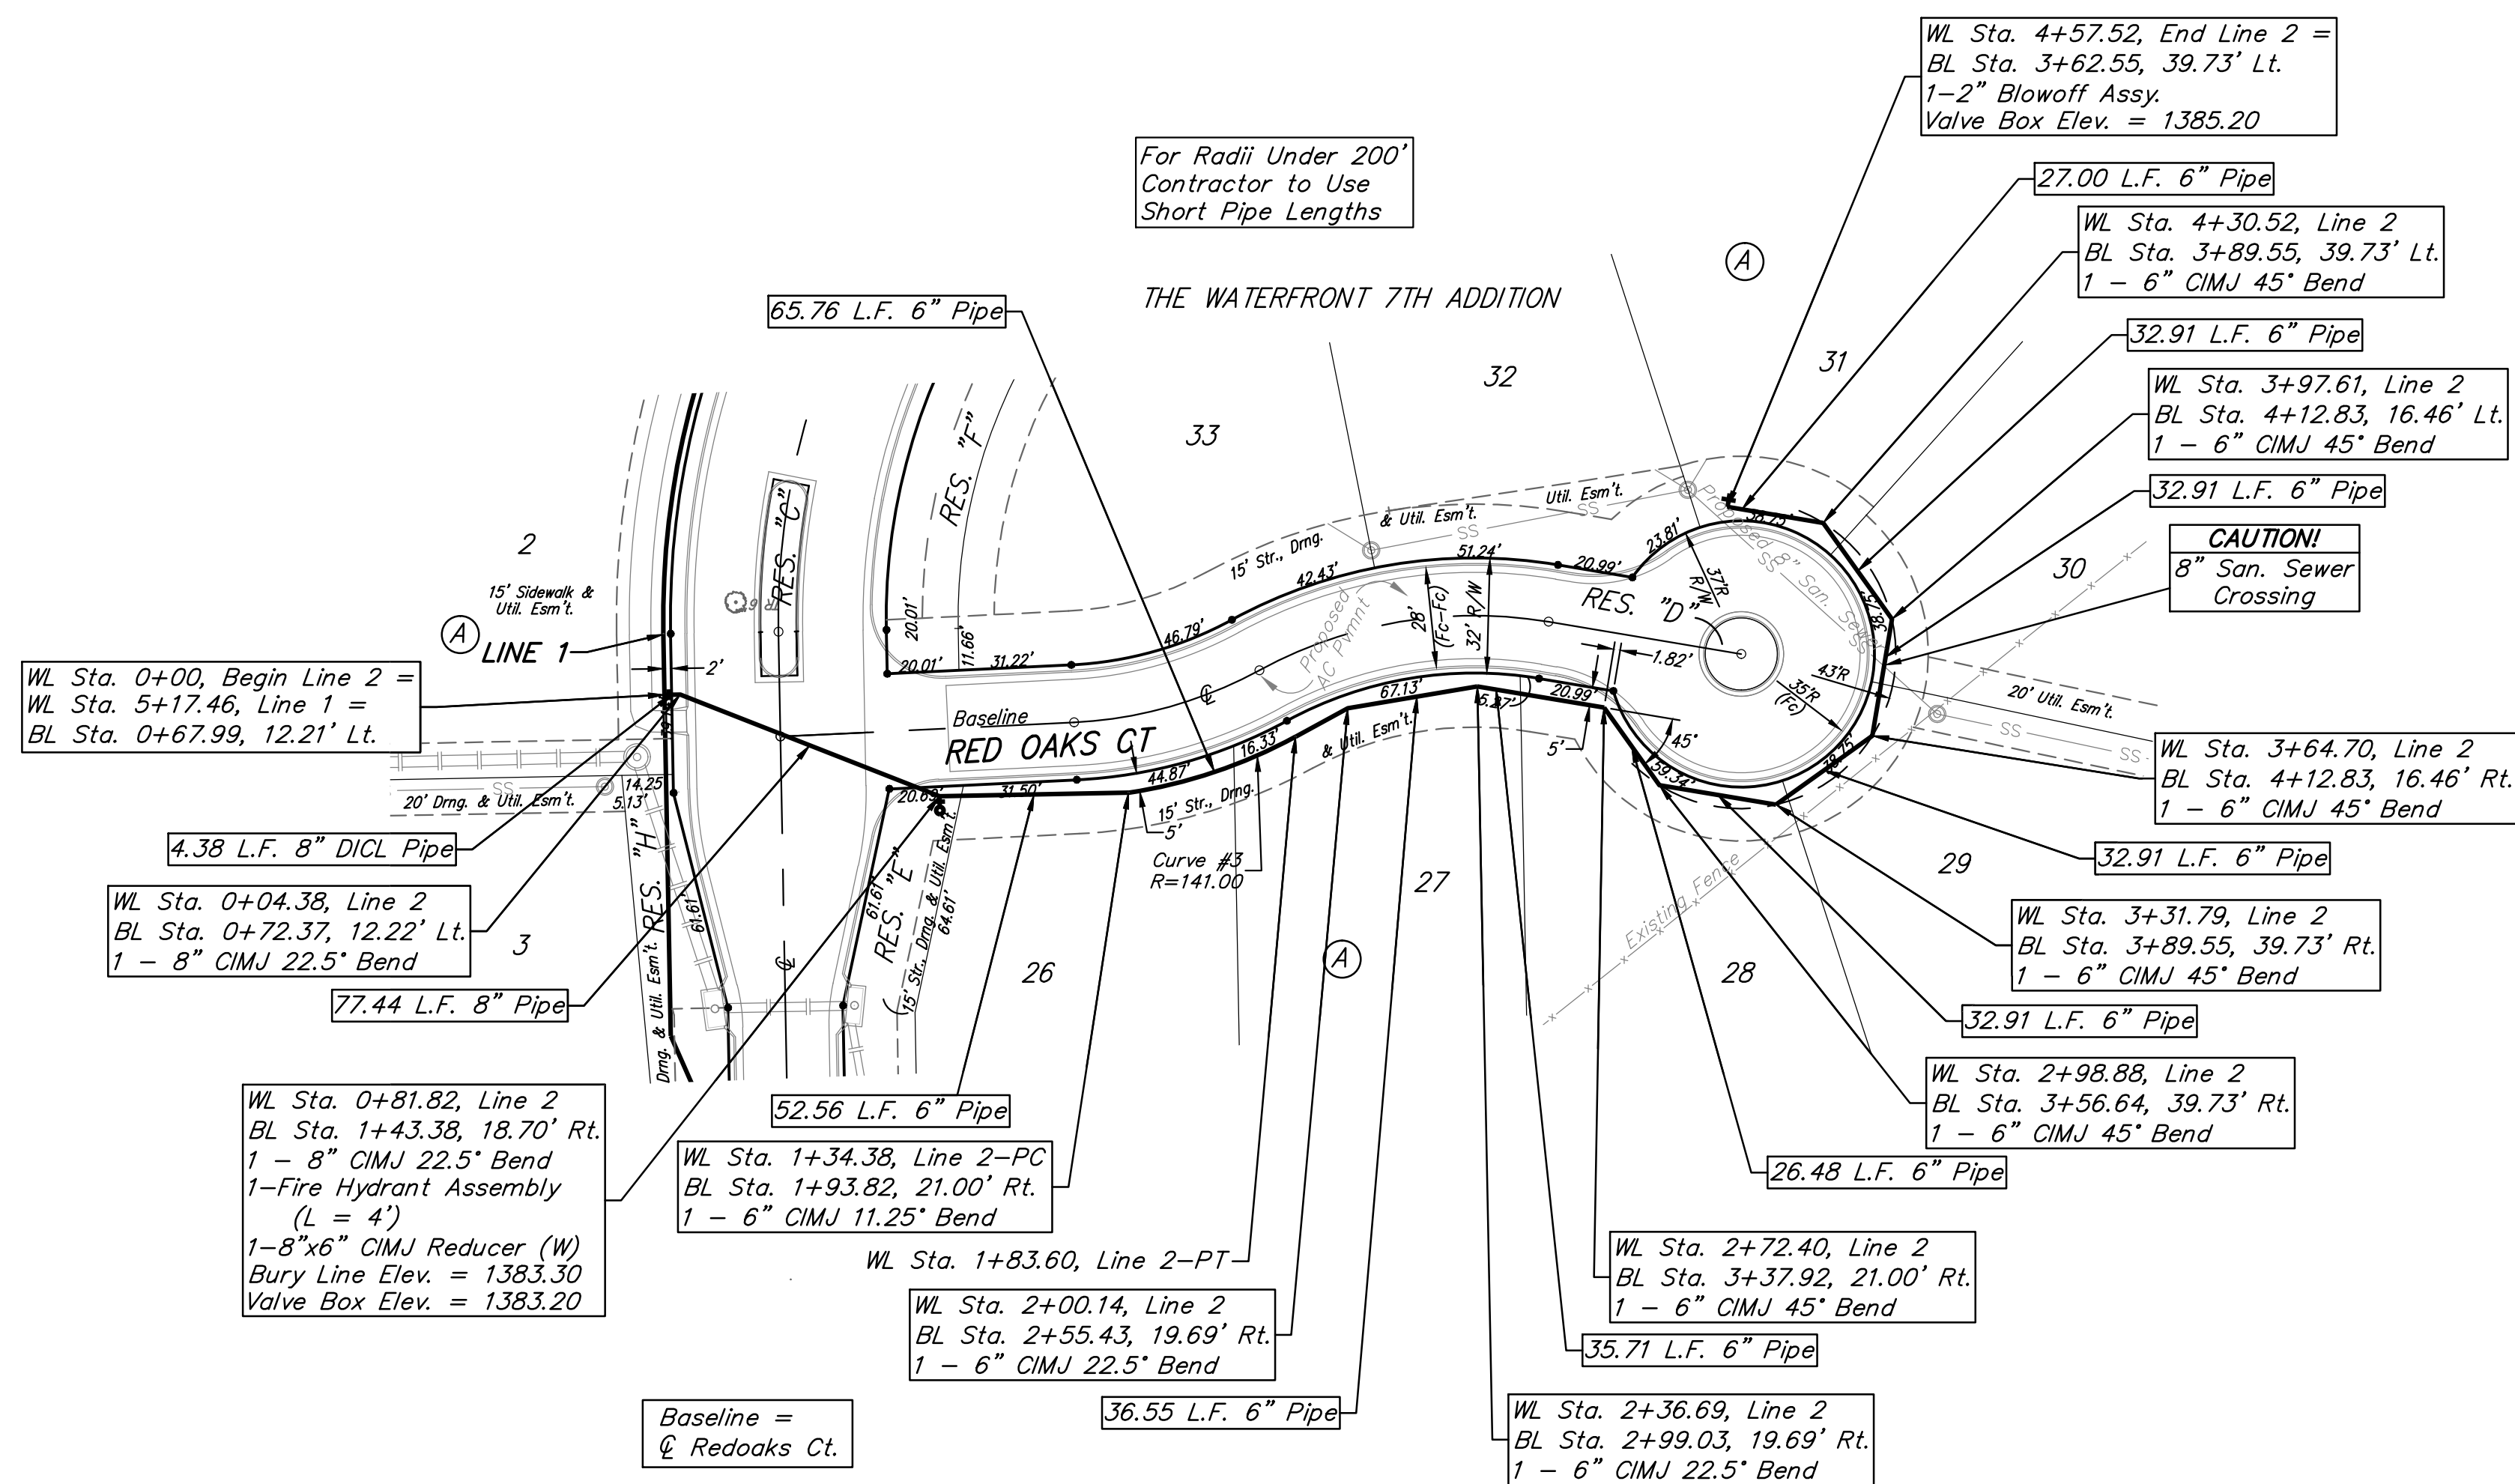 WL Sta. 4+57.52, End Line 2 =
BL Sta. 3+62.55, 39.73' Lt.
1-2" Blowoff Assy.
Valve Box Elev. = 1385.20
For Radii Under 200'
Contractor to Use
Short Pipe Lengths
27.00 L.F. 6" Pipe
WL Sta. 4+30.52, Line 2
BL Sta. 3+89.55, 39.73' Lt.
1 - 6" CIMJ 45° Bend
A
THE WATERFRONT 7TH ADDITION
65.76 L.F. 6" Pipe
32.91 L.F. 6" Pipe
31
32
33
WL Sta. 3+97.61, Line 2
BL Sta. 4+12.83, 16.46' Lt.
1 - 6" CIMJ 45° Bend
32.91 L.F. 6" Pipe
CAUTION!
8" San. Sewer
Crossing
30
RES. "F"
RES. "C"
2
15' Sidewalk &
Util. Esm't.
A
LINE 1
2'
20.01'
11.66'
20.01'
31.22'
46.79'
15' Str., Drng.
& Util. Esm't.
Util. Esm't.
SS
SS
42.43'
51.24'
20.99'
23.81'
38.75'
Proposed 8" San. Sewer
SS
SS
37'R
R/W
RES. "D"
28'
(Fc-Fc)
32' R/W
Proposed
AC Pvmnt
1.82'
38.75'
43'R
35'R
(Fc)
20' Util. Esm't.
SS
SS
WL Sta. 0+00, Begin Line 2 =
WL Sta. 5+17.46, Line 1 =
BL Sta. 0+67.99, 12.21' Lt.
Baseline
RED OAKS CT
℄
67.13'
5.27'
20.99'
5'
45°
59.34'
38.75'
WL Sta. 3+64.70, Line 2
BL Sta. 4+12.83, 16.46' Rt.
1 - 6" CIMJ 45° Bend
SS
20' Drng. & Util. Esm't.
14.25
5.13'
20.69'
31.50'
44.87'
16.33'
15' Str., Drng.
& Util. Esm't.
5'
Curve #3
R=141.00
4.38 L.F. 8" DICL Pipe
32.91 L.F. 6" Pipe
WL Sta. 0+04.38, Line 2
BL Sta. 0+72.37, 12.22' Lt.
1 - 8" CIMJ 22.5° Bend
3
RES. "H"
Drng. & Util. Esm't.
61.61'
℄
61.61'
RES. "E"
(15' Str., Drng. & Util. Esm't.
64.61'
26
27
A
28
29
Existing Fence
WL Sta. 3+31.79, Line 2
BL Sta. 3+89.55, 39.73' Rt.
1 - 6" CIMJ 45° Bend
77.44 L.F. 8" Pipe
32.91 L.F. 6" Pipe
WL Sta. 0+81.82, Line 2
BL Sta. 1+43.38, 18.70' Rt.
1 - 8" CIMJ 22.5° Bend
1-Fire Hydrant Assembly
(L = 4')
1-8"x6" CIMJ Reducer (W)
Bury Line Elev. = 1383.30
Valve Box Elev. = 1383.20
52.56 L.F. 6" Pipe
WL Sta. 2+98.88, Line 2
BL Sta. 3+56.64, 39.73' Rt.
1 - 6" CIMJ 45° Bend
WL Sta. 1+34.38, Line 2-PC
BL Sta. 1+93.82, 21.00' Rt.
1 - 6" CIMJ 11.25° Bend
26.48 L.F. 6" Pipe
WL Sta. 1+83.60, Line 2-PT
WL Sta. 2+72.40, Line 2
BL Sta. 3+37.92, 21.00' Rt.
1 - 6" CIMJ 45° Bend
WL Sta. 2+00.14, Line 2
BL Sta. 2+55.43, 19.69' Rt.
1 - 6" CIMJ 22.5° Bend
35.71 L.F. 6" Pipe
36.55 L.F. 6" Pipe
WL Sta. 2+36.69, Line 2
BL Sta. 2+99.03, 19.69' Rt.
1 - 6" CIMJ 22.5° Bend
Baseline =
℄ Redoaks Ct.